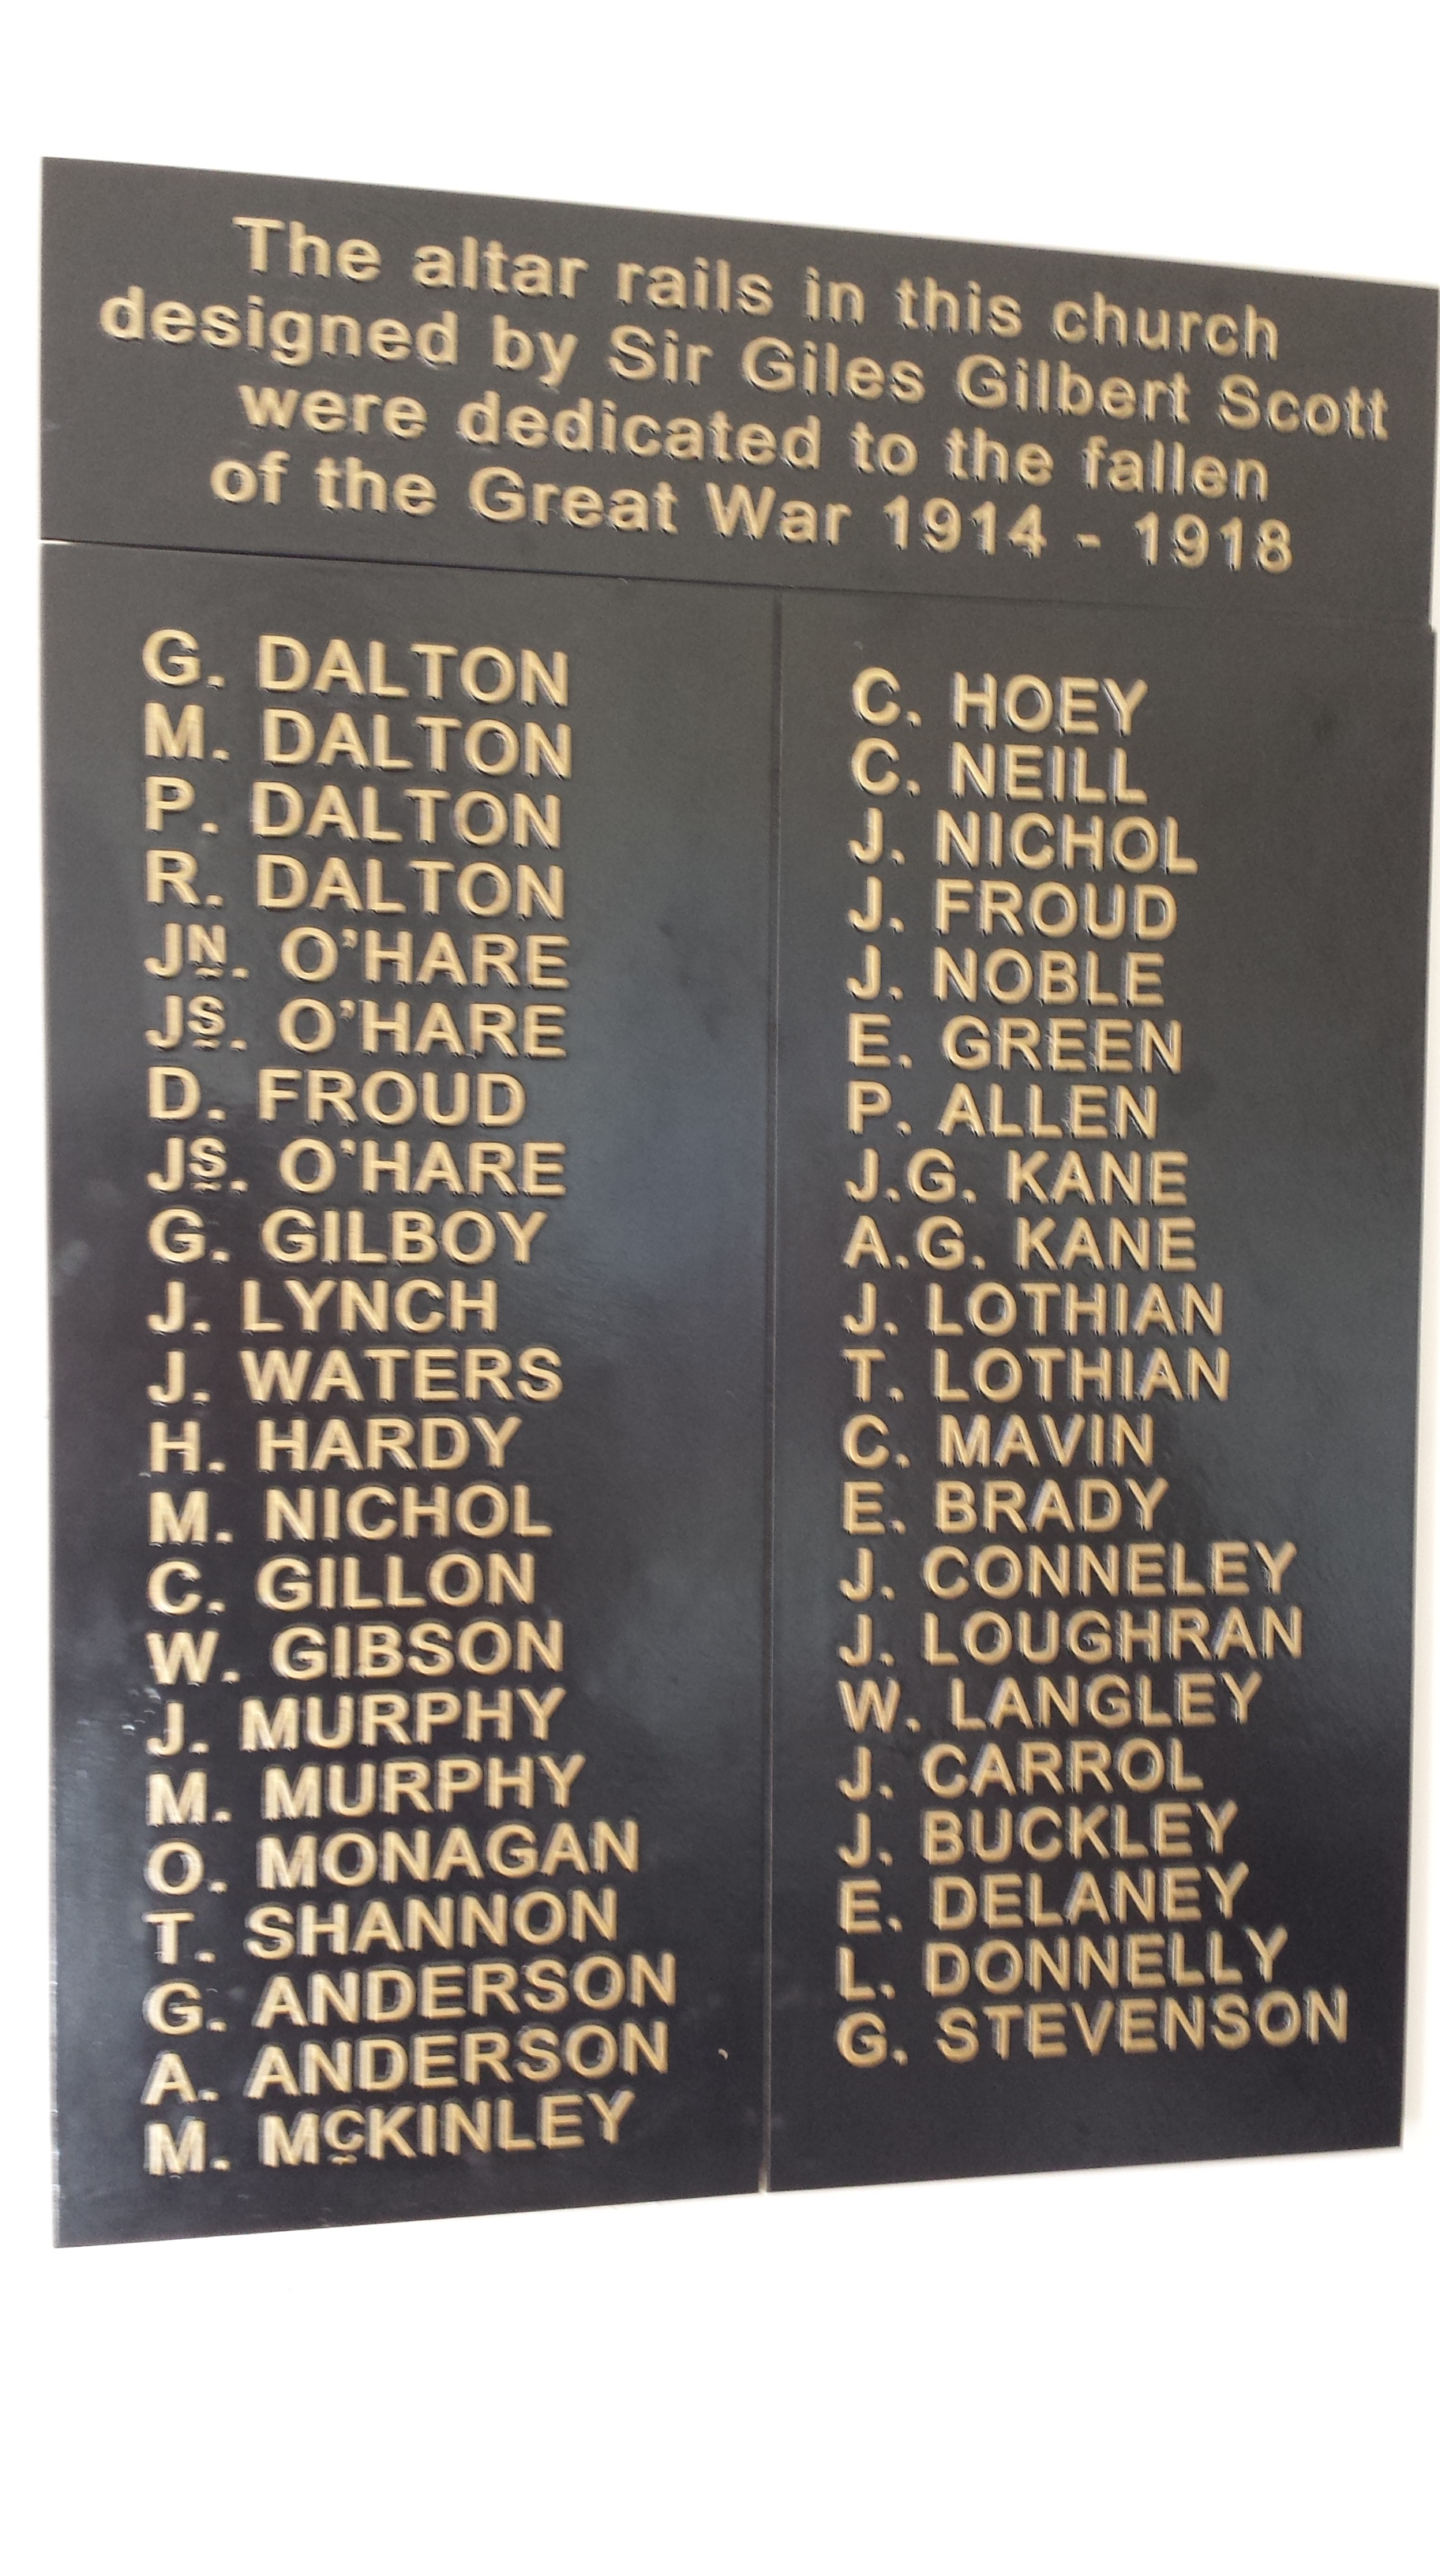 The altar rails in this church
designed by Sir Giles Gilbert Scott
were dedicated to the fallen
of the Great War 1914 - 1918
G. DALTON
M. DALTON
P. DALTON
R. DALTON
JN. O'HARE
JS. O'HARE
D. FROUD
JS. O'HARE
G. GILBOY
J. LYNCH
J. WATERS
H. HARDY
M. NICHOL
C. GILLON
W. GIBSON
J. MURPHY
M. MURPHY
O. MONAGAN
T. SHANNON
G. ANDERSON
A. ANDERSON
M. McKINLEY
C. HOEY
C. NEILL
J. NICHOL
J. FROUD
J. NOBLE
E. GREEN
P. ALLEN
J.G. KANE
A.G. KANE
J. LOTHIAN
T. LOTHIAN
C. MAVIN
E. BRADY
J. CONNELEY
J. LOUGHRAN
W. LANGLEY
J. CARROL
J. BUCKLEY
E. DELANEY
L. DONNELLY
G. STEVENSON